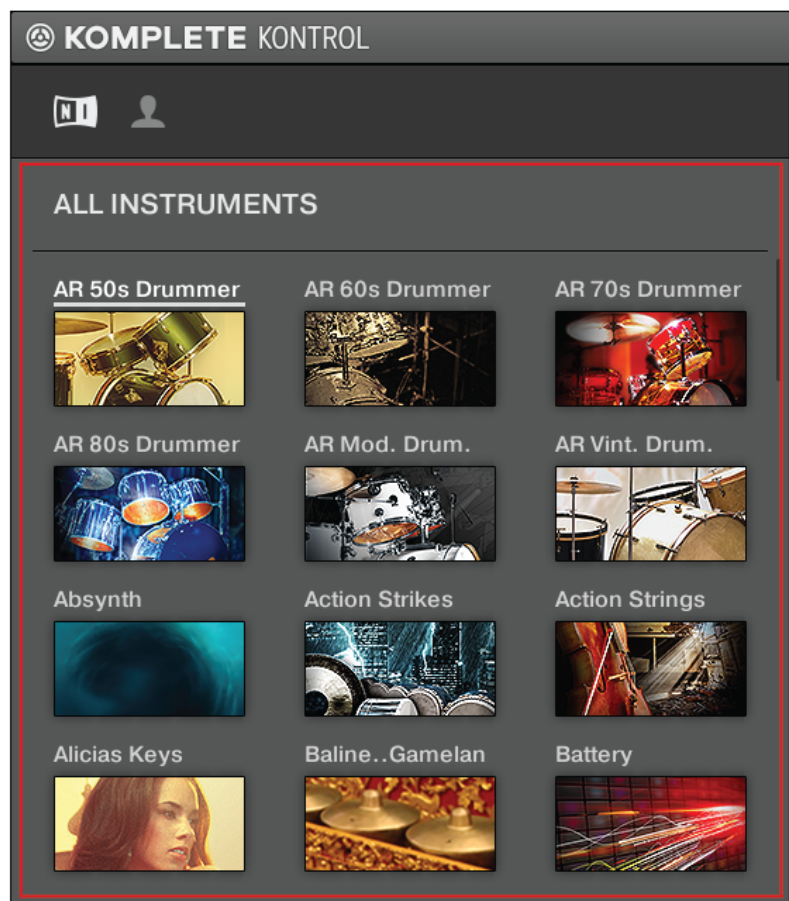 KOMPLETE KONTROL
NI
ALL INSTRUMENTS
AR 50s Drummer AR 60s Drummer AR 70s Drummer
AR 80s Drummer AR Mod. Drum. AR Vint. Drum.
Absynth Action Strikes Action Strings
Alicias Keys Baline..Gamelan Battery